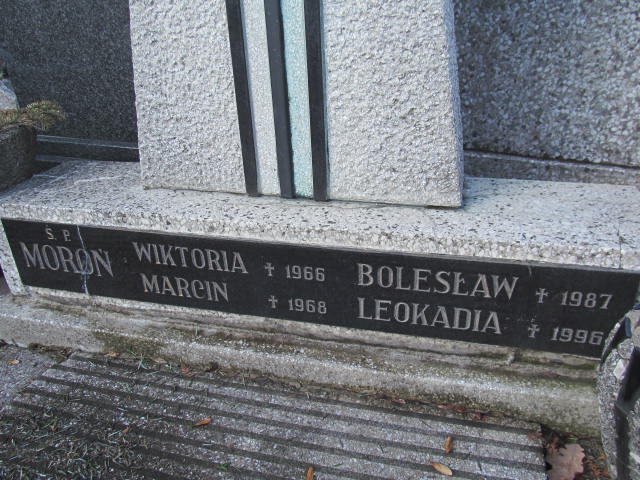 Ś. P.
MOROŃ
WIKTORIA † 1966
MARCIN † 1968
BOLESŁAW † 1987
LEOKADIA † 1996